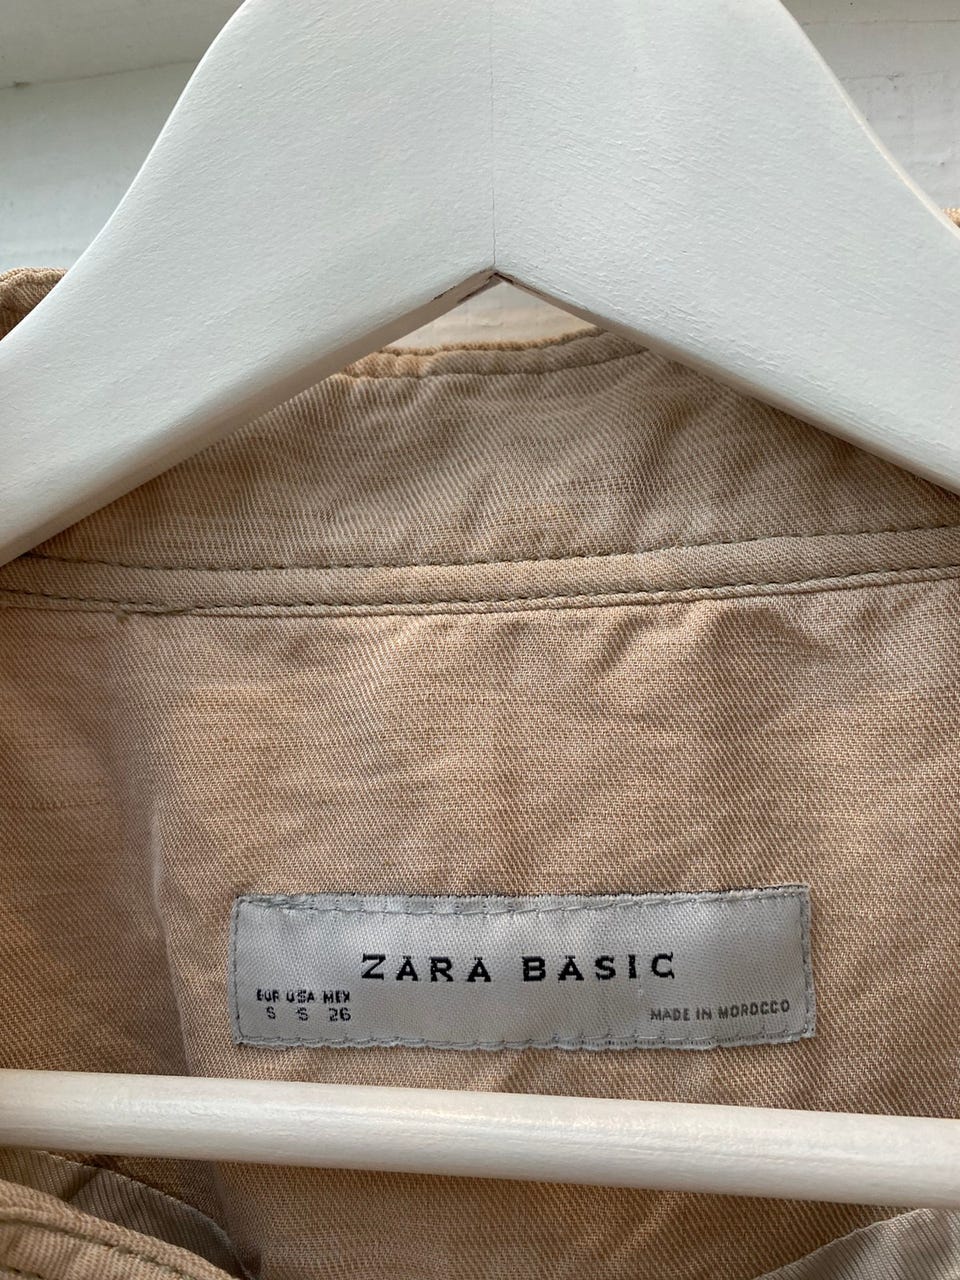 ZARA BASIC
EUR USA MEX
S S 26
MADE IN MOROCCO